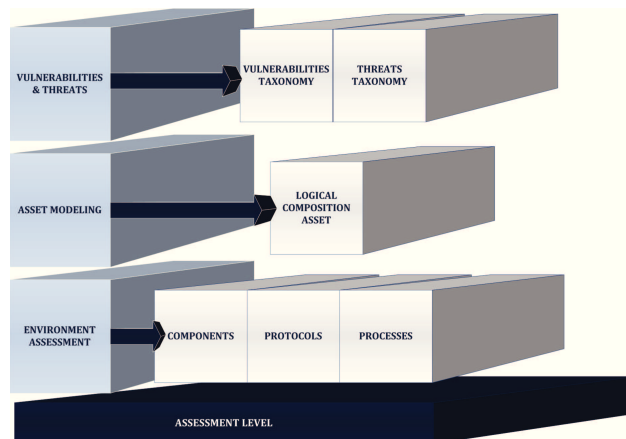 VULNERABILITIES
& THREATS
VULNERABILITIES
TAXONOMY
THREATS
TAXONOMY
ASSET MODELING
LOGICAL
COMPOSITION
ASSET
ENVIRONMENT
ASSESSMENT
COMPONENTS
PROTOCOLS
PROCESSES
ASSESSMENT LEVEL